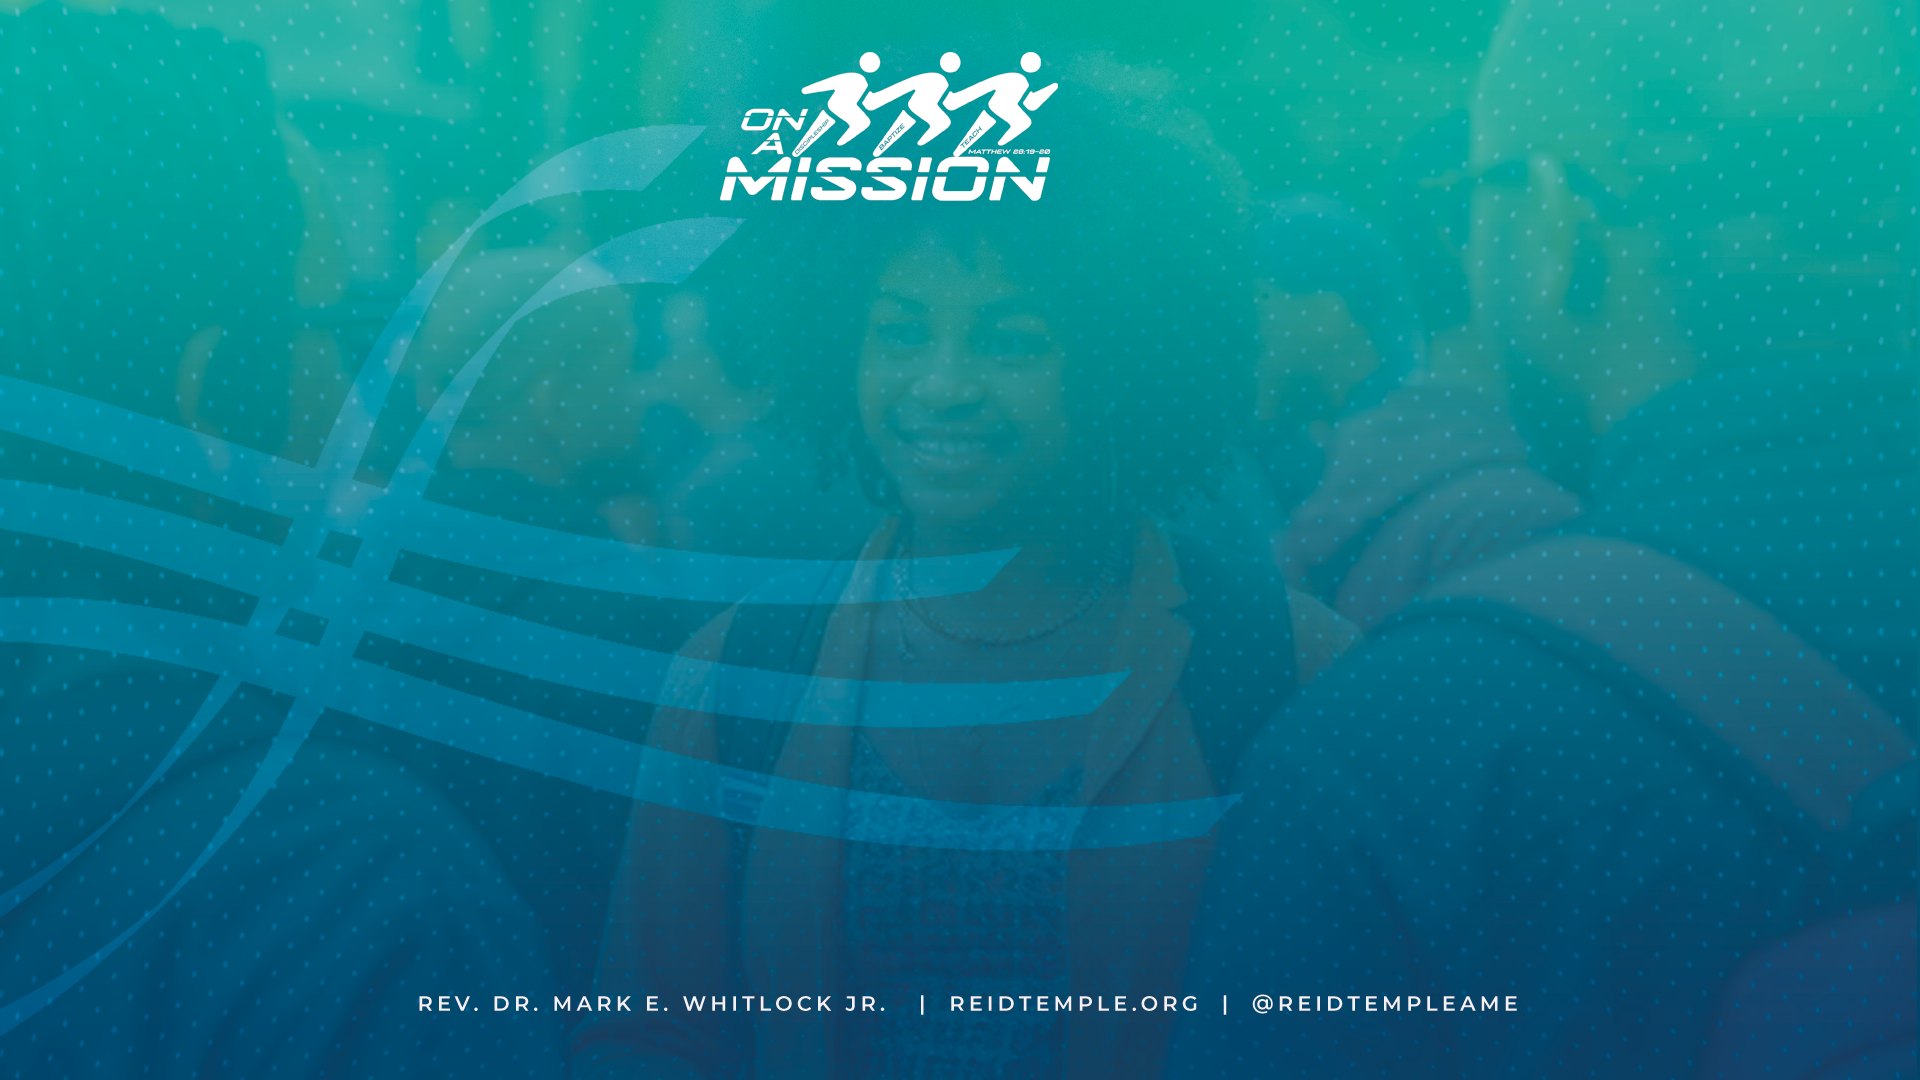 ON
A
MISSION
DISCIPLESHIP
BAPTIZE
TEACH
MATTHEW 28:19-20
REV. DR. MARK E. WHITLOCK JR. | REIDTEMPLE.ORG | @REIDTEMPLEAME